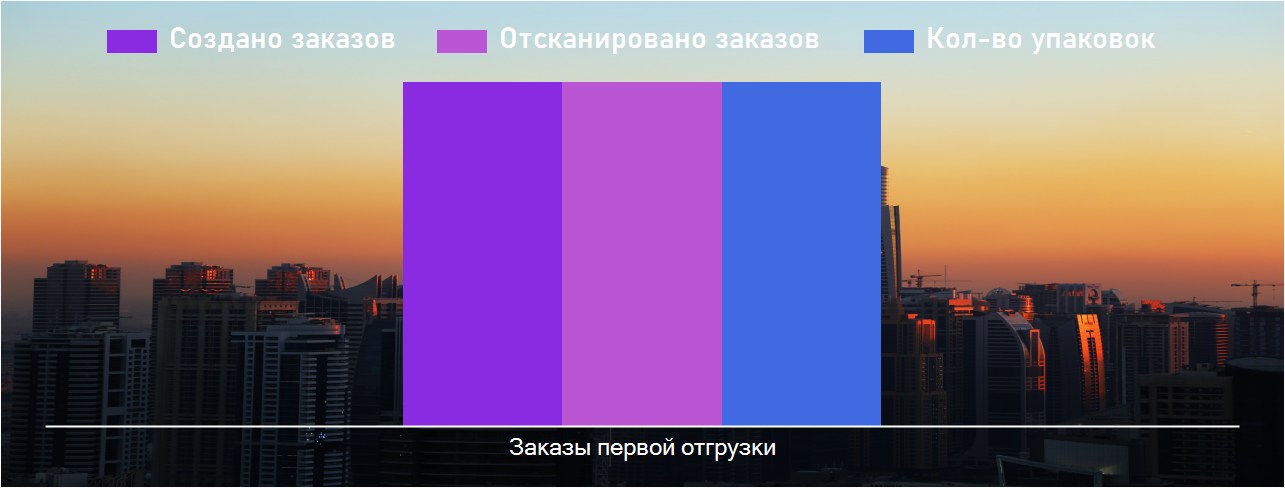 Создано заказов Отсканировано заказов Кол-во упаковок
Заказы первой отгрузки